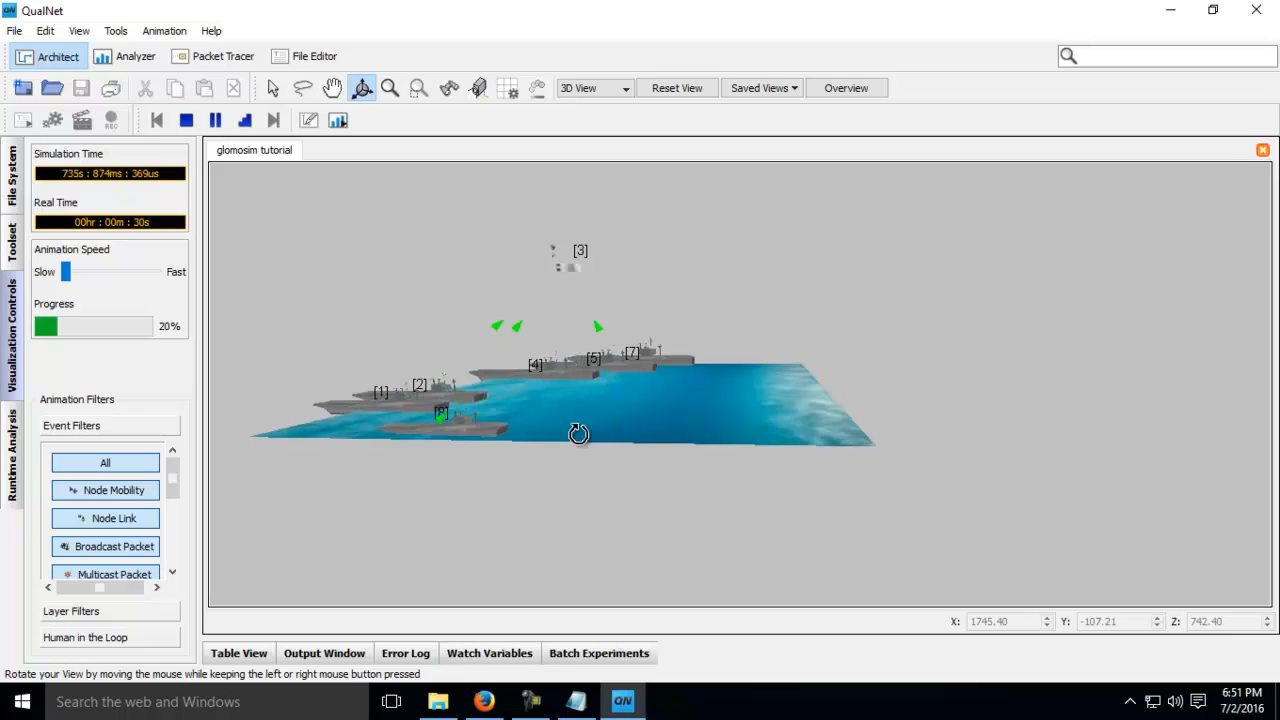 QualNet
File Edit View Tools Animation Help
Architect Analyzer Packet Tracer File Editor
3D View Reset View Saved Views Overview
REC
glomosim tutorial
File System
Toolset
Visualization Controls
Runtime Analysis
Simulation Time
735s : 874ms : 369us
Real Time
00hr : 00m : 30s
Animation Speed
Slow Fast
Progress
20%
Animation Filters
Event Filters
All
Node Mobility
Node Link
Broadcast Packet
Multicast Packet
Layer Filters
Human in the Loop
[3]
[7]
[5]
[4]
[2]
[1]
X: 1745.40 Y: -107.21 Z: 742.40
Table View Output Window Error Log Watch Variables Batch Experiments
Rotate your View by moving the mouse while keeping the left or right mouse button pressed
Search the web and Windows
QN
6:51 PM
7/2/2016